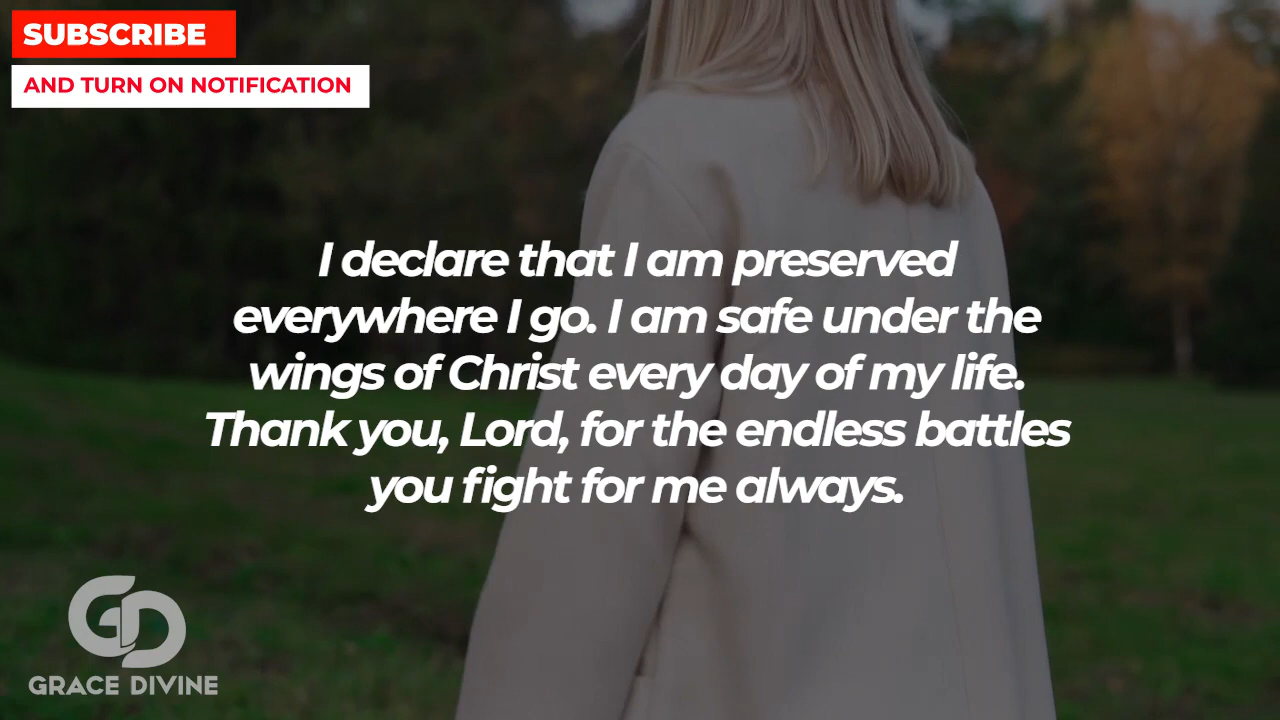 SUBSCRIBE
AND TURN ON NOTIFICATION
I declare that I am preserved
everywhere I go. I am safe under the
wings of Christ every day of my life.
Thank you, Lord, for the endless battles
you fight for me always.
GD
GRACE DIVINE